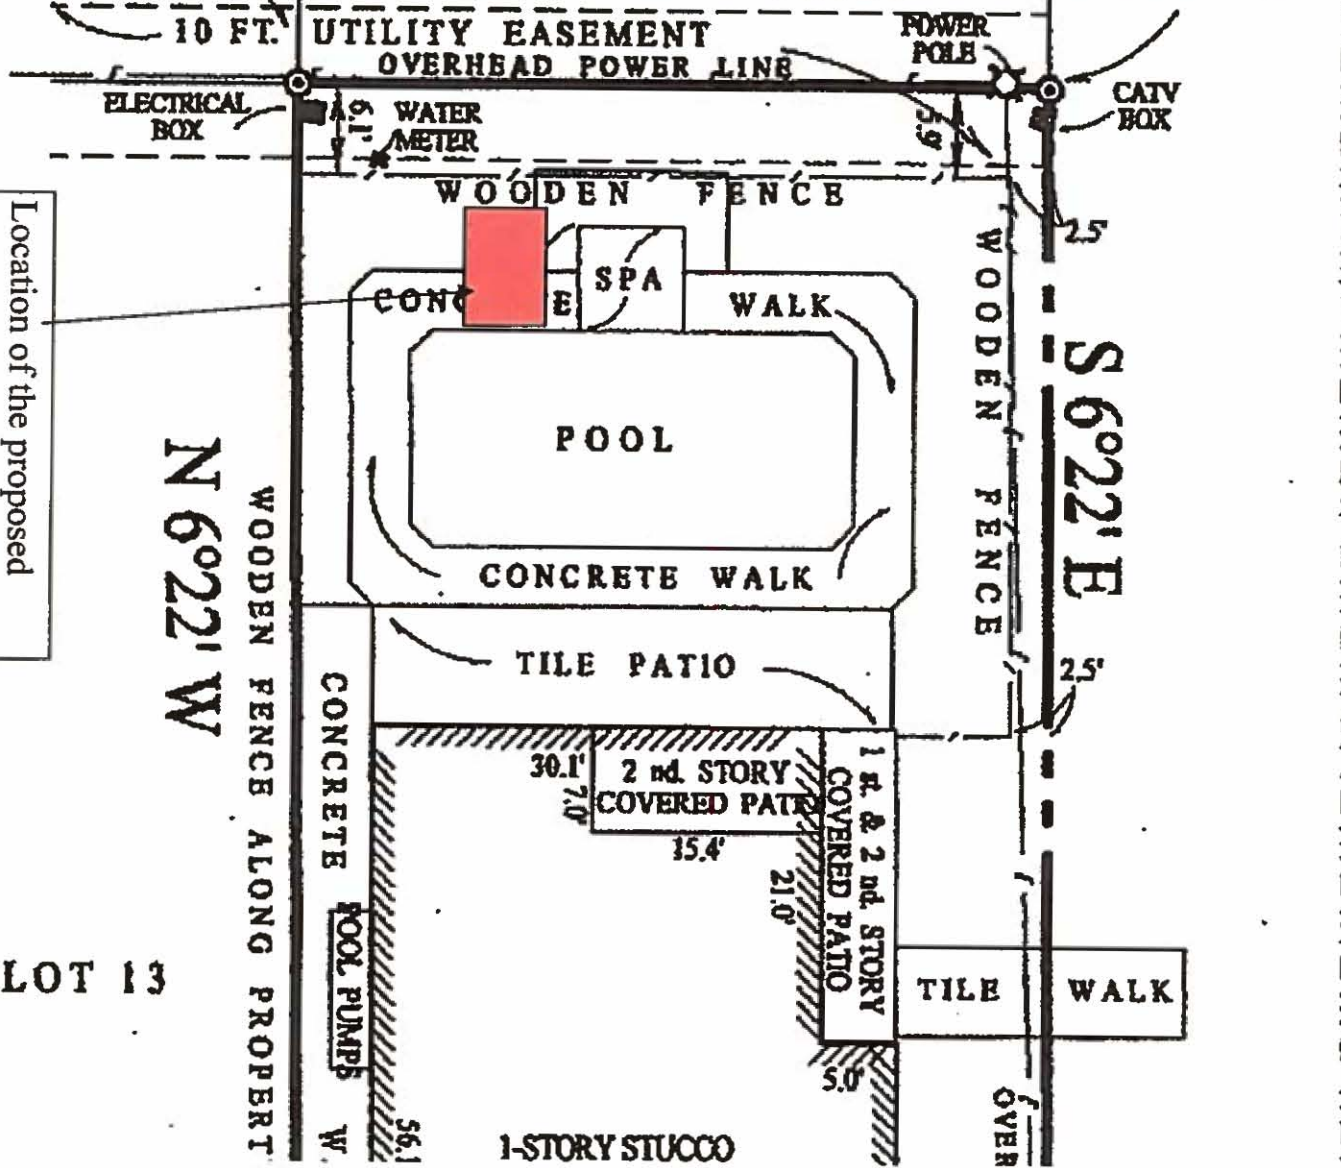 10 FT. UTILITY EASEMENT
OVERHEAD POWER LINE
POWER
POLE
ELECTRICAL
BOX
6.1'
WATER
METER
5.9'
CATV
BOX
WOODEN FENCE
2.5'
Location of the proposed
SPA
CONC E WALK
WOODEN FENCE
S 6°22' E
POOL
N 6°22' W
WOODEN FENCE ALONG PROPERT
CONCRETE WALK
TILE PATIO
2.5'
CONCRETE W
30.1'
7.0'
2 nd. STORY
COVERED PATIO
15.4'
21.0'
1 st. & 2 nd. STORY
COVERED PATIO
POOL PUMPS
LOT 13
TILE WALK
5.0'
OVER
56.1
1-STORY STUCCO